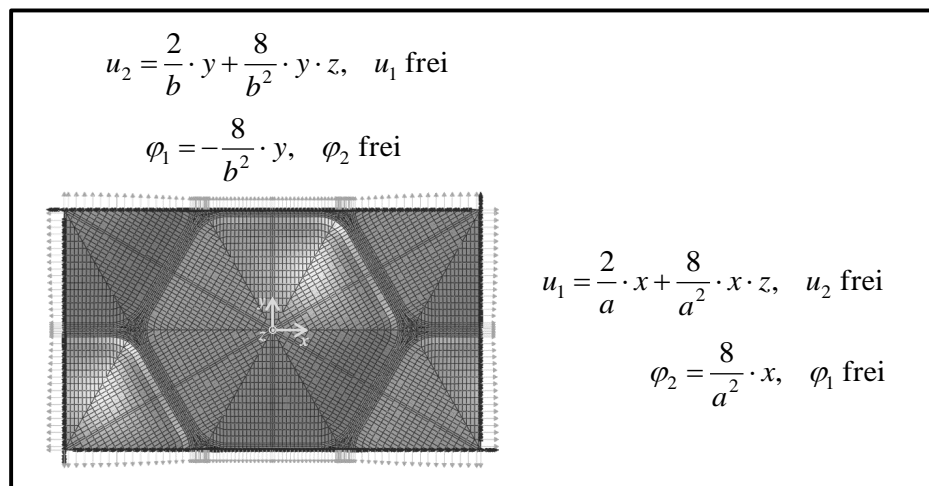 u₂ = 2/b · y + 8/b² · y · z, u₁ frei
φ₁ = −8/b² · y, φ₂ frei
y
z x
u₁ = 2/a · x + 8/a² · x · z, u₂ frei
φ₂ = 8/a² · x, φ₁ frei